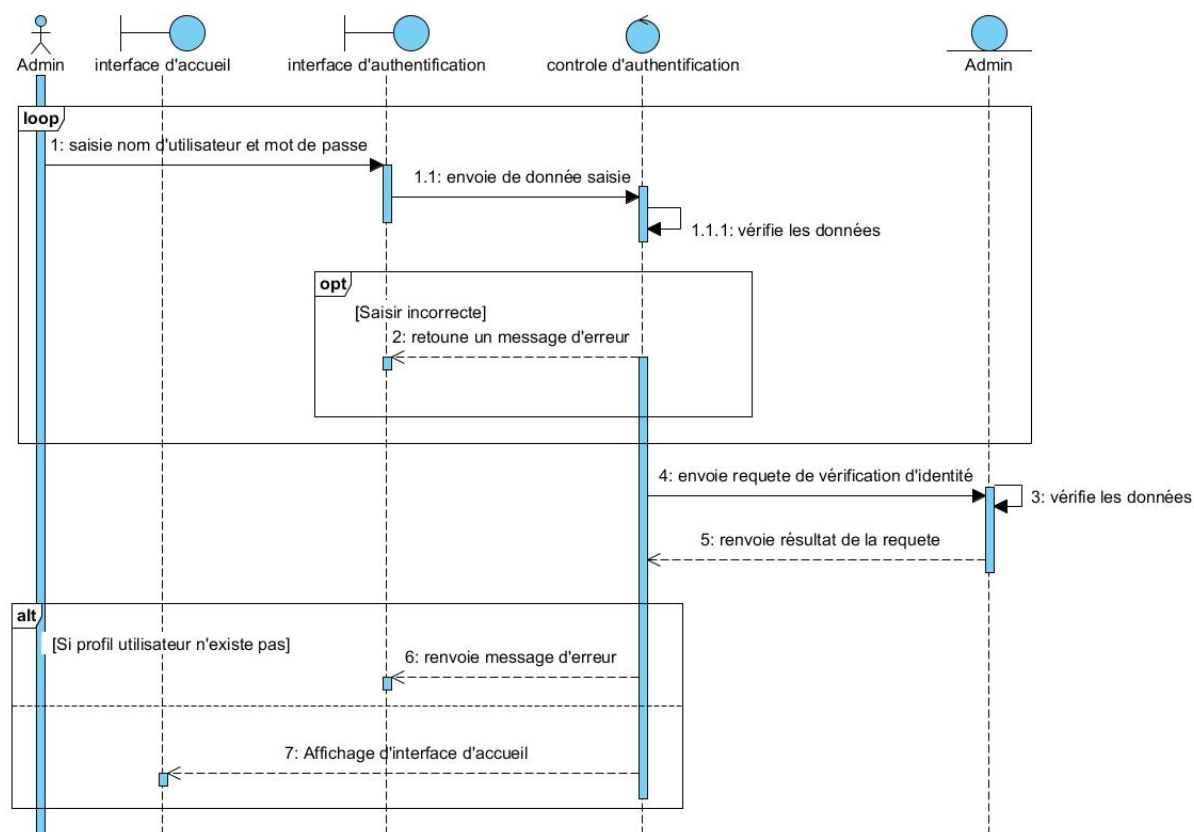 Admin
interface d'accueil
interface d'authentification
controle d'authentification
Admin
loop
1: saisie nom d'utilisateur et mot de passe
1.1: envoie de donnée saisie
1.1.1: vérifie les données
opt
[Saisir incorrecte]
2: retoune un message d'erreur
4: envoie requete de vérification d'identité
3: vérifie les données
5: renvoie résultat de la requete
alt
[Si profil utilisateur n'existe pas]
6: renvoie message d'erreur
7: Affichage d'interface d'accueil